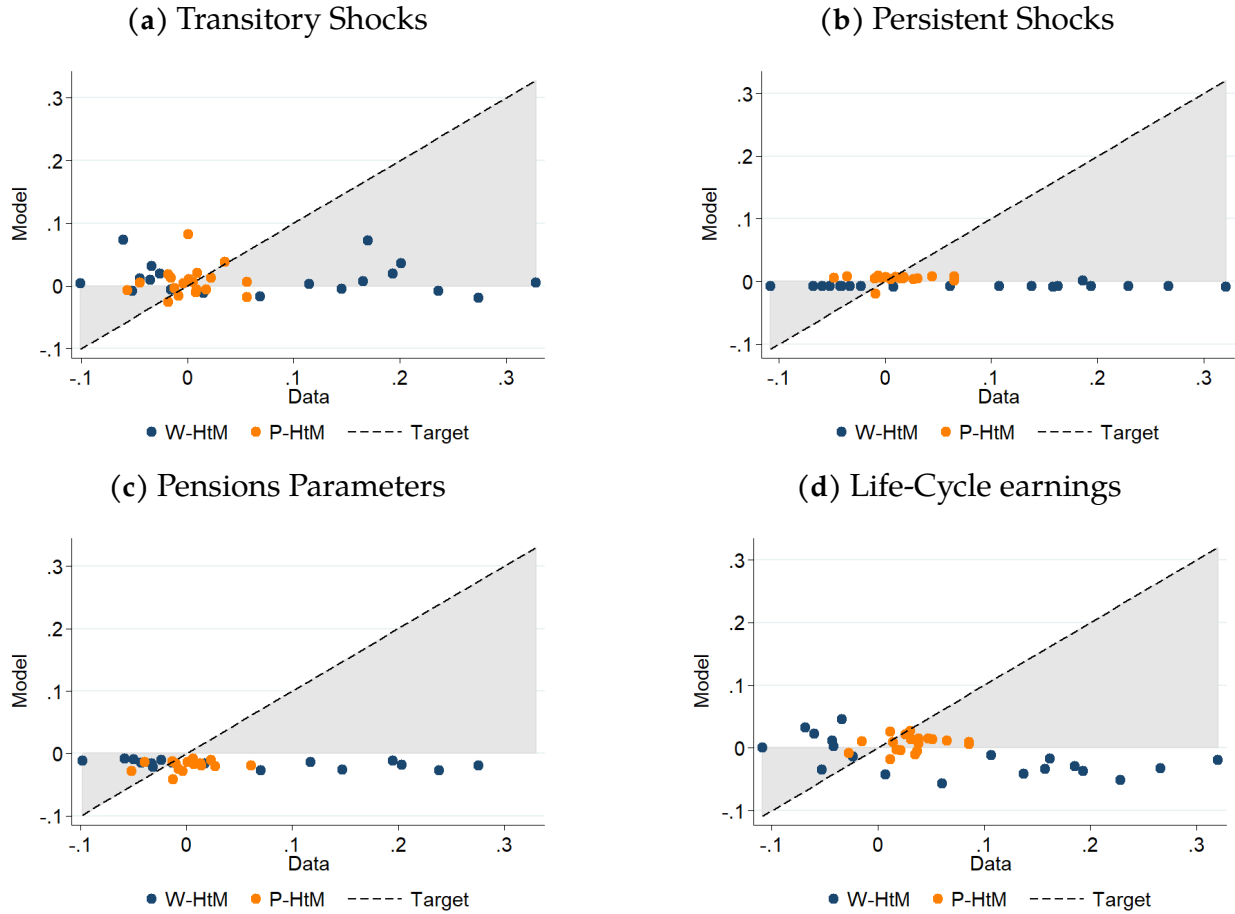 (a) Transitory Shocks
Model
.3
.2
.1
0
-.1
-.1 0 .1 .2 .3
Data
W-HtM P-HtM Target
(b) Persistent Shocks
Model
.3
.2
.1
0
-.1
-.1 0 .1 .2 .3
Data
W-HtM P-HtM Target
(c) Pensions Parameters
Model
.3
.2
.1
0
-.1
-.1 0 .1 .2 .3
Data
W-HtM P-HtM Target
(d) Life-Cycle earnings
Model
.3
.2
.1
0
-.1
-.1 0 .1 .2 .3
Data
W-HtM P-HtM Target